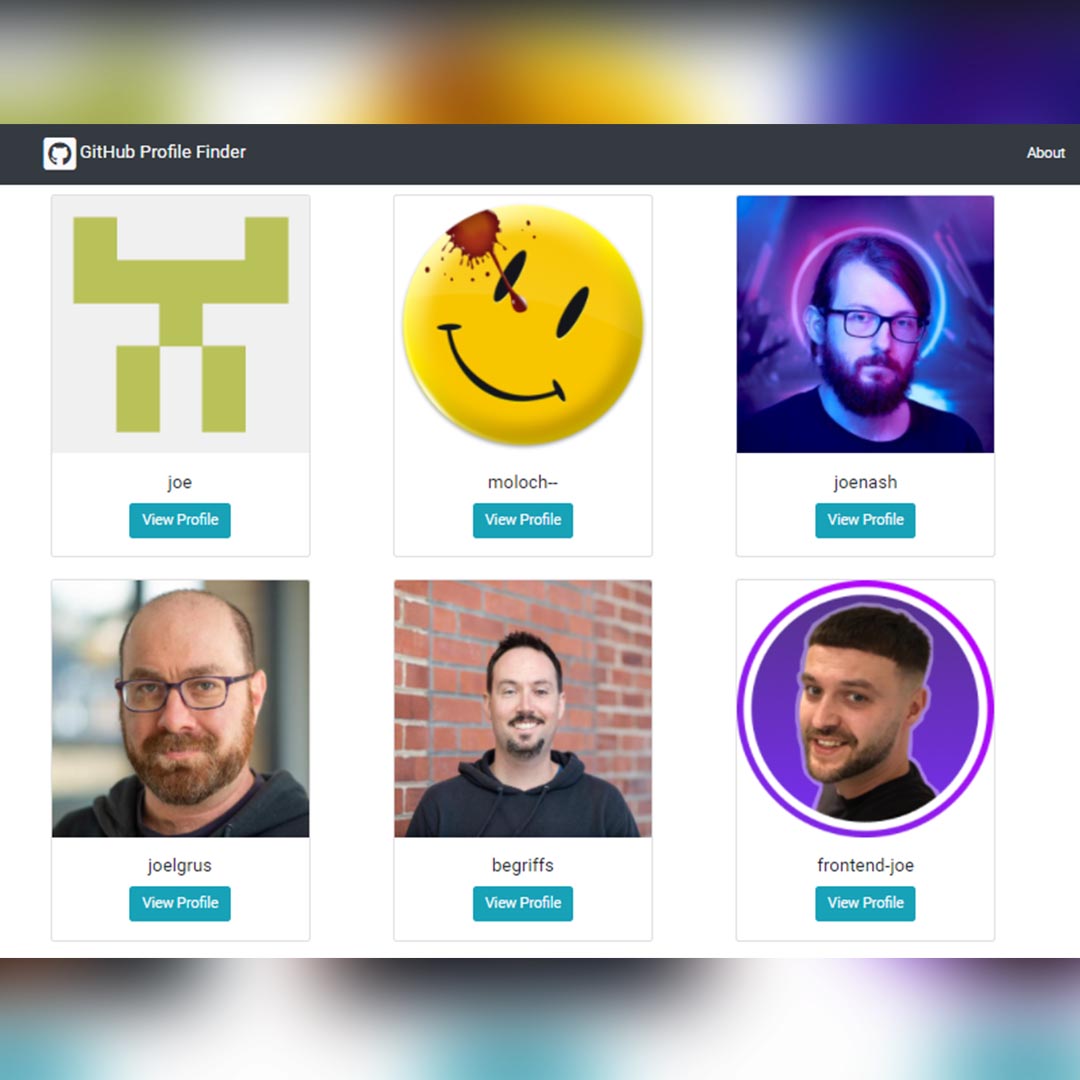 GitHub Profile Finder
About
joe
moloch--
joenash
View Profile
View Profile
View Profile
joelgrus
begriffs
frontend-joe
View Profile
View Profile
View Profile